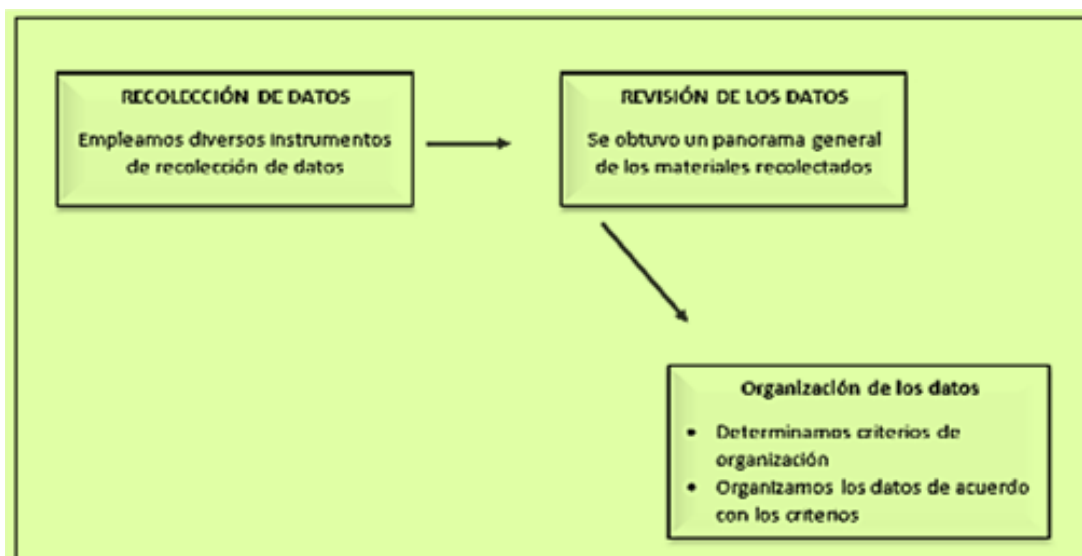 RECOLECCIÓN DE DATOS
Empleamos diversos instrumentos
de recolección de datos
REVISIÓN DE LOS DATOS
Se obtuvo un panorama general
de los materiales recolectados
Organización de los datos
• Determinamos criterios de
organización
• Organizamos los datos de acuerdo
con los criterios